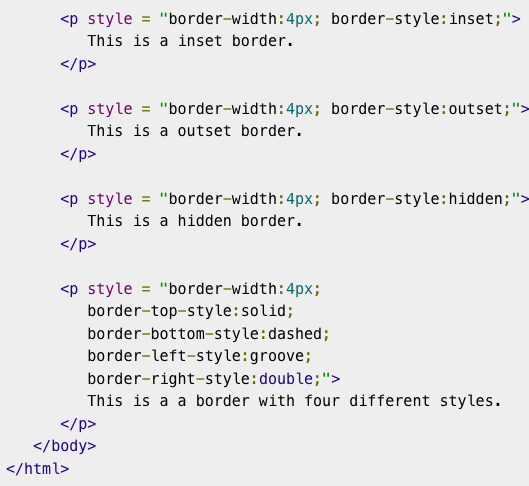 <p style = "border-width:4px; border-style:inset;">
This is a inset border.
</p>
<p style = "border-width:4px; border-style:outset;">
This is a outset border.
</p>
<p style = "border-width:4px; border-style:hidden;">
This is a hidden border.
</p>
<p style = "border-width:4px;
border-top-style:solid;
border-bottom-style:dashed;
border-left-style:groove;
border-right-style:double;">
This is a a border with four different styles.
</p>
</body>
</html>